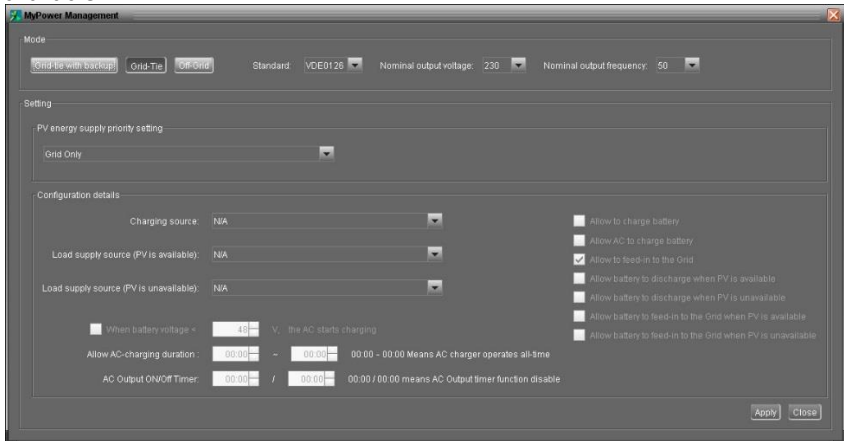 MyPower Management
Mode
Grid-tie with backup Grid-Tie Off-Grid Standard: VDE0126 Nominal output voltage: 230 Nominal output frequency: 50
Setting
PV energy supply priority setting
Grid Only
Configuration details
Charging source: N/A
Load supply source (PV is available): N/A
Load supply source (PV is unavailable): N/A
When battery voltage < 48 V, the AC starts charging
Allow AC-charging duration : 00:00 ~ 00:00 00:00 - 00:00 Means AC charger operates all-time
AC Output ON/Off Timer: 00:00 / 00:00 00:00 / 00:00 means AC Output timer function disable
Allow to charge battery
Allow AC to charge battery
Allow to feed-in to the Grid
Allow battery to discharge when PV is available
Allow battery to discharge when PV is unavailable
Allow battery to feed-in to the Grid when PV is available
Allow battery to feed-in to the Grid when PV is unavailable
Apply Close